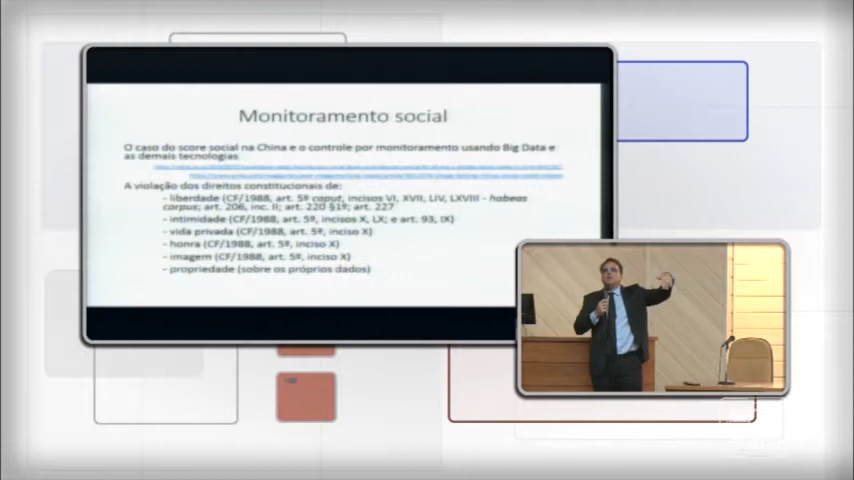 Monitoramento social
O caso do score social na China e o controle por monitoramento usando Big Data e
as demais tecnologias
A violação dos direitos constitucionais de:
- liberdade (CF/1988, art. 5º caput, incisos VI, XVII, LIV, LXVIII - habeas
corpus; art. 206, inc. II; art. 220 §1º; art. 227
- intimidade (CF/1988, art. 5º, incisos X, LX; e art. 93, IX)
- vida privada (CF/1988, art. 5º, inciso X)
- honra (CF/1988, art. 5º, inciso X)
- imagem (CF/1988, art. 5º, inciso X)
- propriedade (sobre os próprios dados)